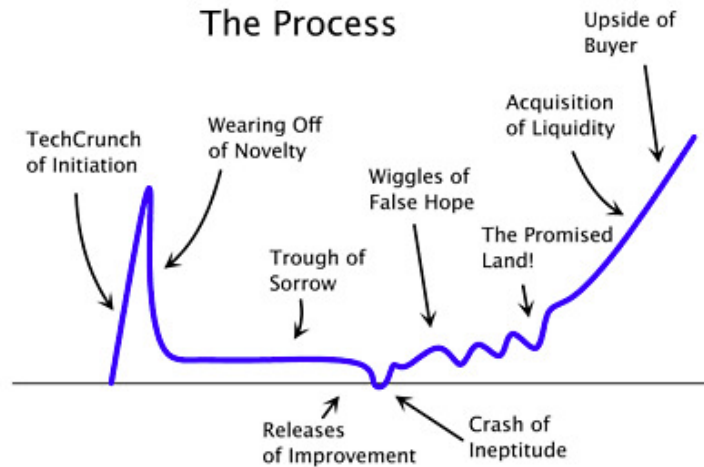 The Process
Upside of
Buyer
TechCrunch
of Initiation
Wearing Off
of Novelty
Acquisition
of Liquidity
Wiggles of
False Hope
The Promised
Land!
Trough of
Sorrow
Releases
of Improvement
Crash of
Ineptitude